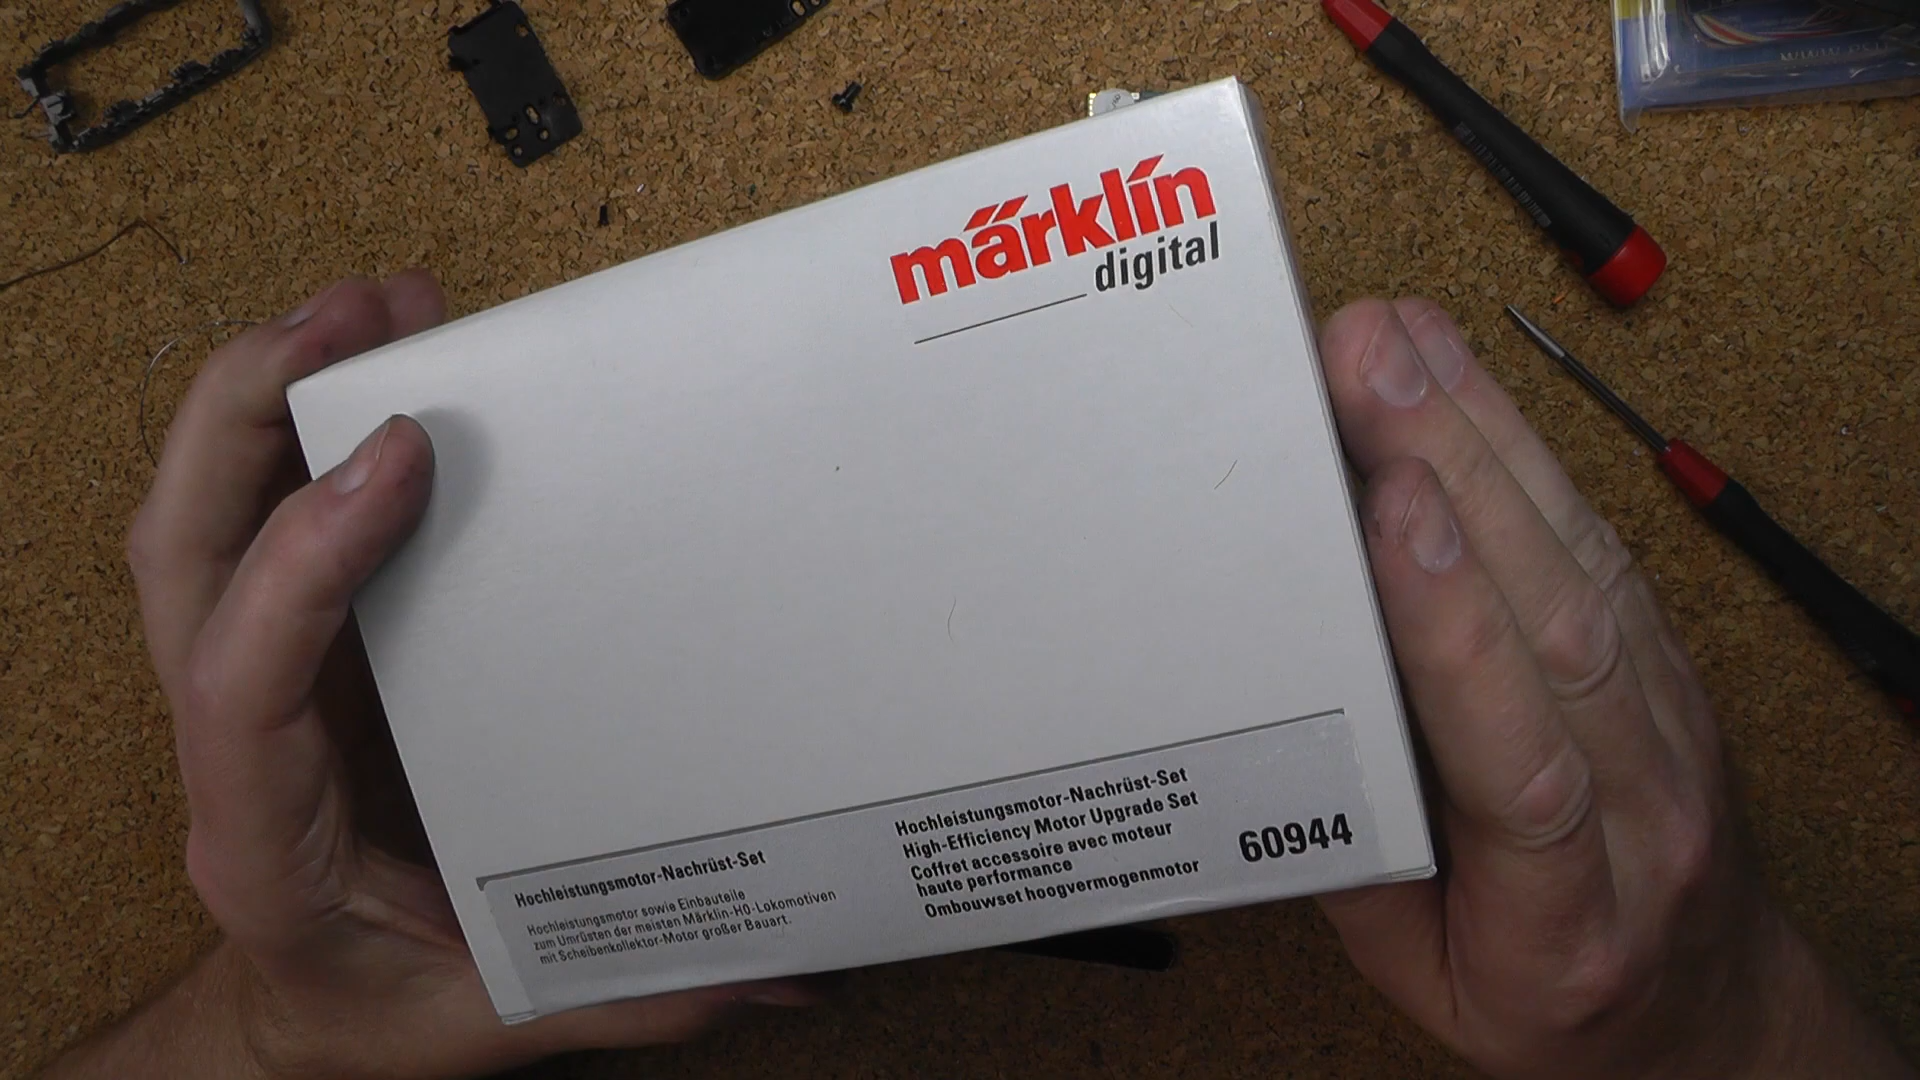 märklín
digital
Hochleistungsmotor-Nachrüst-Set
Hochleistungsmotor sowie Einbauteile
zum Umrüsten der meisten Märklin-H0-Lokomotiven
mit Scheibenkollektor-Motor großer Bauart.
Hochleistungsmotor-Nachrüst-Set
High-Efficiency Motor Upgrade Set
Coffret accessoire avec moteur
haute performance
Ombouwset hoogvermogenmotor
60944